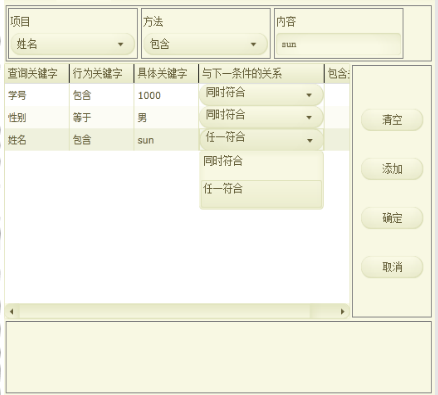 项目 方法 内容
姓名 包含 sun
查询关键字 行为关键字 具体关键字 与下一条件的关系 包含
学号 包含 1000 同时符合
性别 等于 男 同时符合
姓名 包含 sun 任一符合
同时符合
任一符合
清空
添加
确定
取消